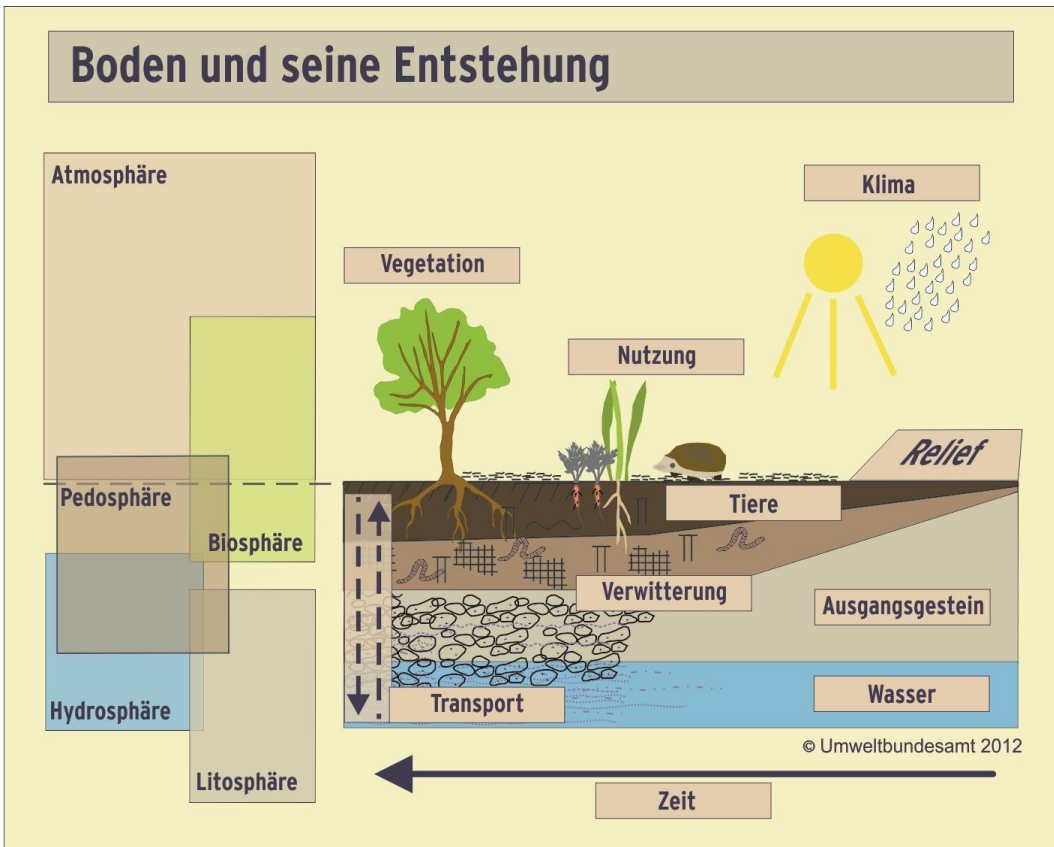 Boden und seine Entstehung
Atmosphäre
Klima
Vegetation
Nutzung
Relief
Pedosphäre
Tiere
Biosphäre
Verwitterung
Ausgangsgestein
Hydrosphäre
Transport
Wasser
© Umweltbundesamt 2012
Litosphäre
Zeit